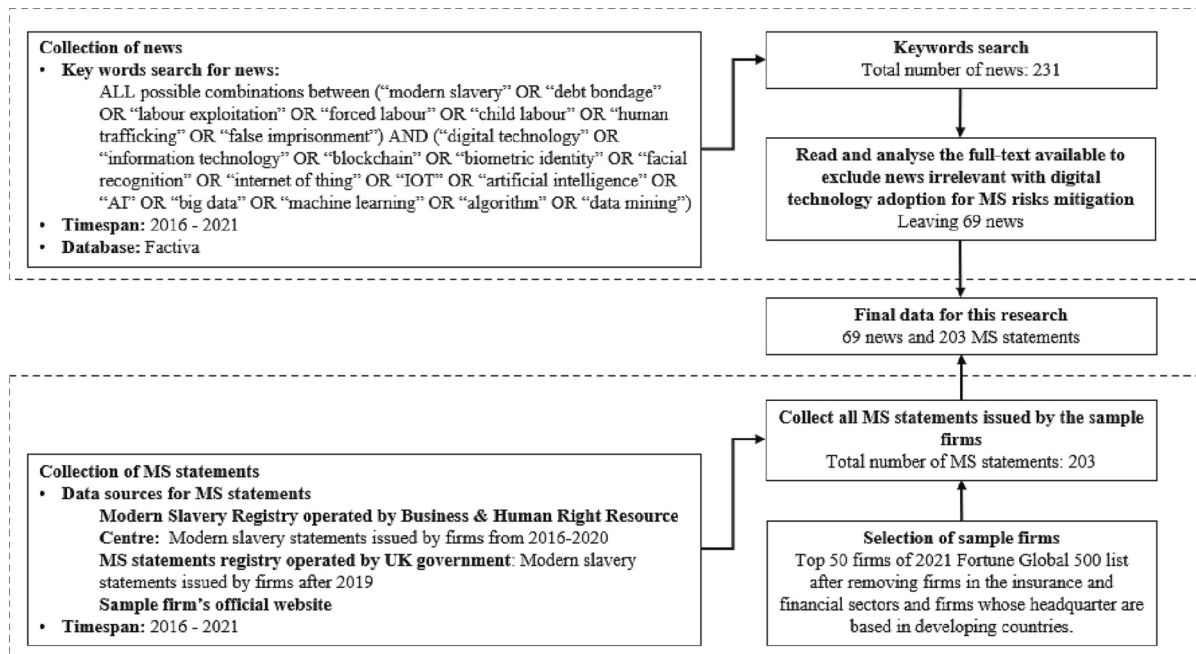 Collection of news
• Key words search for news:
ALL possible combinations between (“modern slavery” OR “debt bondage”
OR “labour exploitation” OR “forced labour” OR “child labour” OR “human
trafficking” OR “false imprisonment”) AND (“digital technology” OR
“information technology” OR “blockchain” OR “biometric identity” OR “facial
recognition” OR “internet of thing” OR “IOT” OR “artificial intelligence” OR
“AI” OR “big data” OR “machine learning” OR “algorithm” OR “data mining”)
• Timespan: 2016 - 2021
• Database: Factiva
Keywords search
Total number of news: 231
Read and analyse the full-text available to
exclude news irrelevant with digital
technology adoption for MS risks mitigation
Leaving 69 news
Final data for this research
69 news and 203 MS statements
Collect all MS statements issued by the sample
firms
Total number of MS statements: 203
Collection of MS statements
• Data sources for MS statements
Modern Slavery Registry operated by Business & Human Right Resource
Centre: Modern slavery statements issued by firms from 2016-2020
MS statements registry operated by UK government: Modern slavery
statements issued by firms after 2019
Sample firm’s official website
• Timespan: 2016 - 2021
Selection of sample firms
Top 50 firms of 2021 Fortune Global 500 list
after removing firms in the insurance and
financial sectors and firms whose headquarter are
based in developing countries.